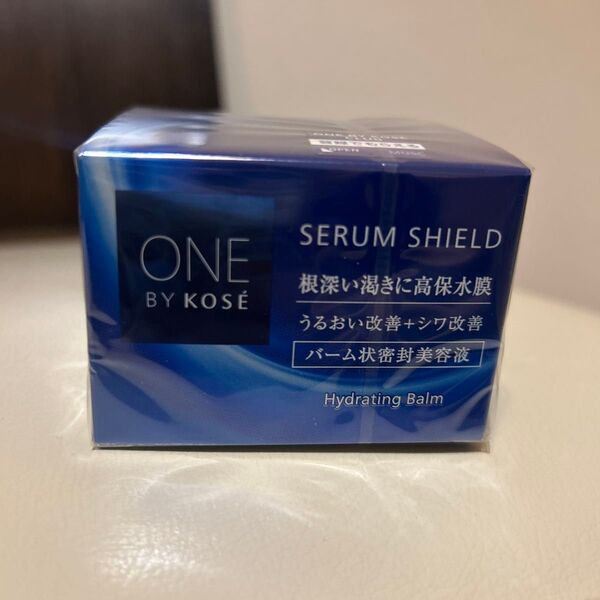 ONE
BY KOSÉ
SERUM SHIELD
根深い渇きに高保水膜
うるおい改善+シワ改善
バーム状密封美容液
Hydrating Balm